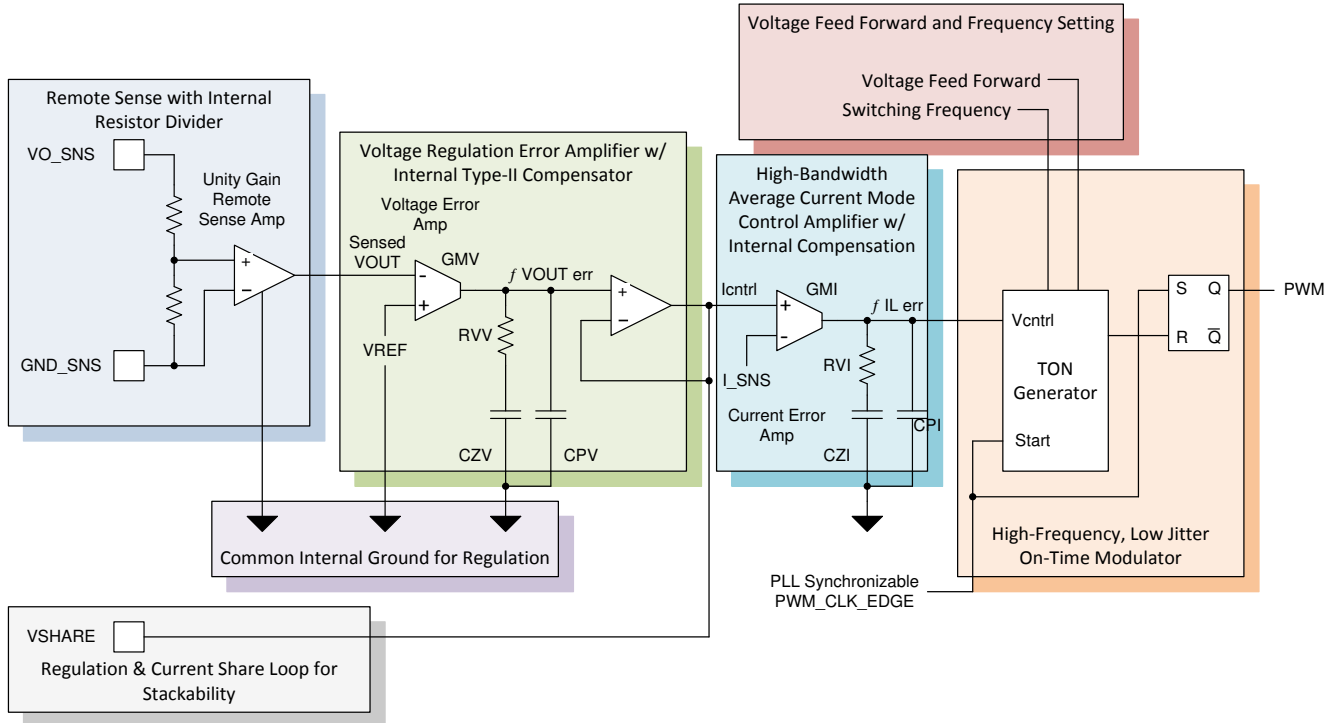 Voltage Feed Forward and Frequency Setting
Voltage Feed Forward
Switching Frequency
Remote Sense with Internal
Resistor Divider
VO_SNS
Unity Gain
Remote
Sense Amp
GND_SNS
Voltage Regulation Error Amplifier w/
Internal Type-II Compensator
Voltage Error
Amp
Sensed
VOUT
GMV
- 
+
ƒ VOUT err
VREF
RVV
CZV
CPV
+
-
+
-
High-Bandwidth
Average Current Mode
Control Amplifier w/
Internal Compensation
Icntrl
GMI
+
-
ƒ IL err
I_SNS
RVI
Current Error
Amp
CPI
CZI
Vcntrl
TON
Generator
Start
S Q
R Q̅
PWM
High-Frequency, Low Jitter
On-Time Modulator
Common Internal Ground for Regulation
PLL Synchronizable
PWM_CLK_EDGE
VSHARE
Regulation & Current Share Loop for
Stackability